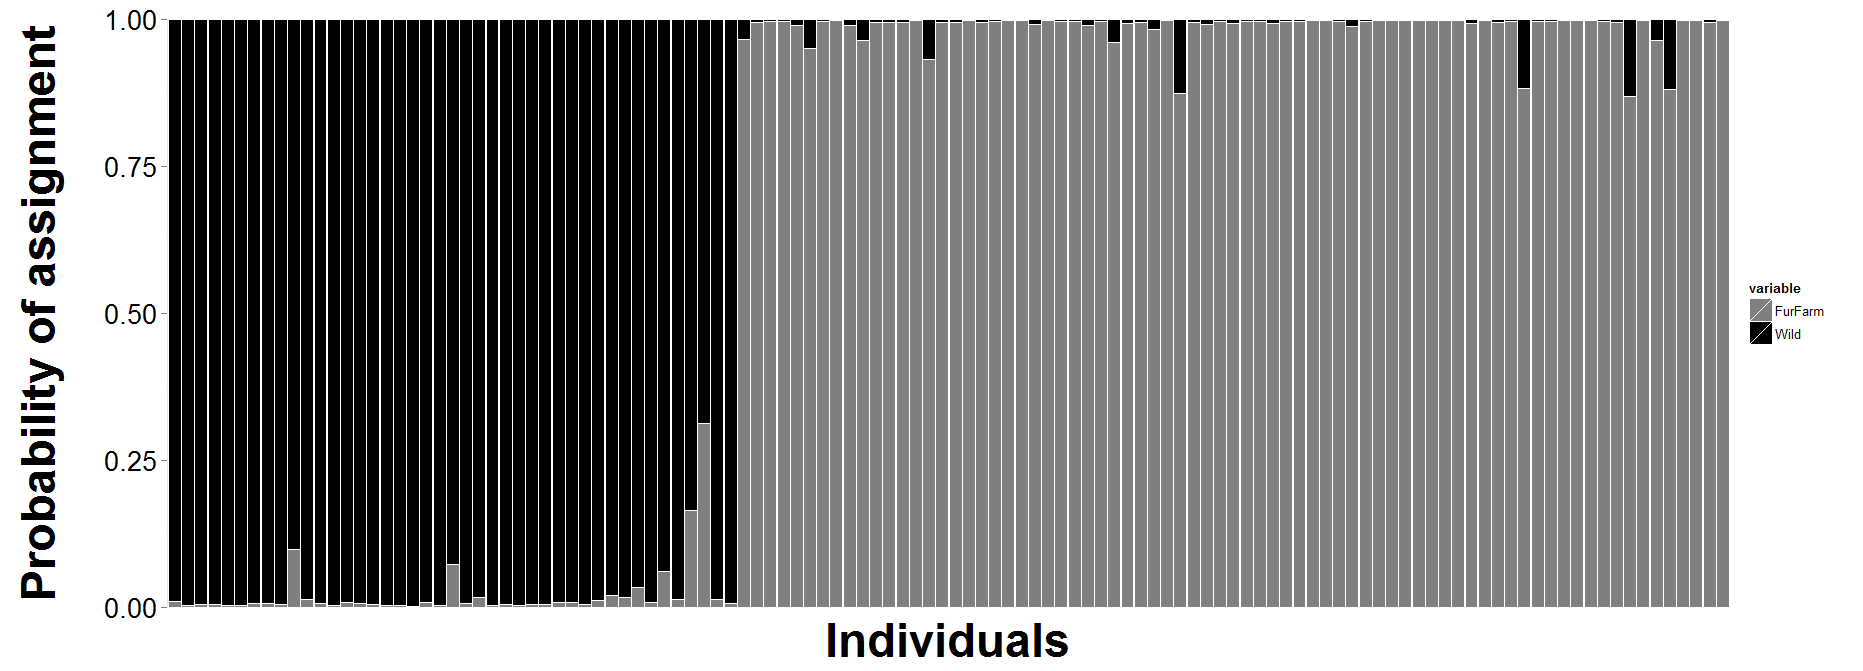 Probability of assignment
1.00
0.75
0.50
0.25
0.00
Individuals
variable
FurFarm
Wild